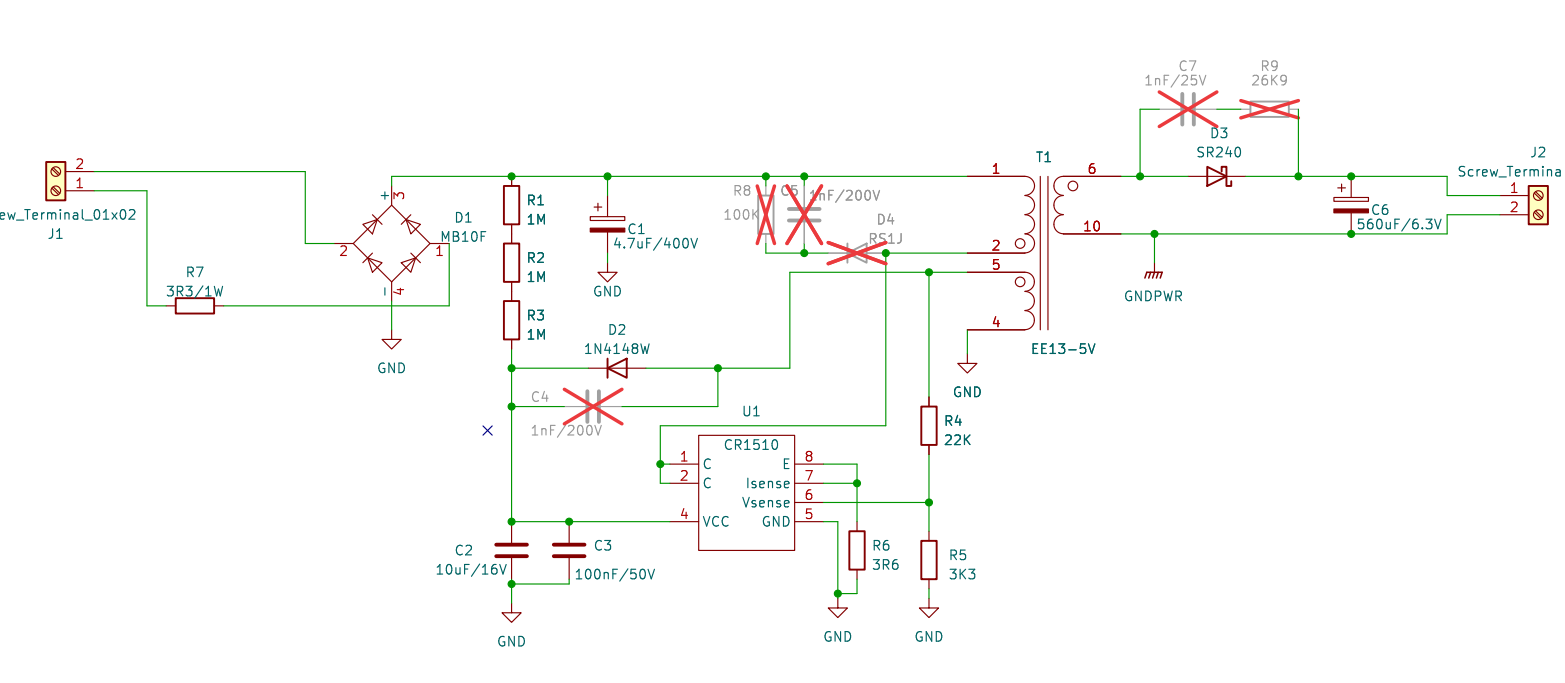 2
1
ew_Terminal_01x02
J1
R7
3R3/1W
+
3
D1
MB10F
2
1
−
4
GND
R1
1M
R2
1M
R3
1M
+
C1
4.7uF/400V
GND
D2
1N4148W
C4
1nF/200V
C2
10uF/16V
C3
100nF/50V
GND
R8
100K
C5
1nF/200V
D4
RS1J
U1
CR1510
1
C
2
C
4
VCC
E
8
Isense
7
Vsense
6
GND
5
R6
3R6
GND
R4
22K
R5
3K3
GND
T1
1
2
5
4
6
10
EE13-5V
GND
C7
1nF/25V
R9
26K9
D3
SR240
GNDPWR
+
C6
560uF/6.3V
J2
Screw_Termina
1
2